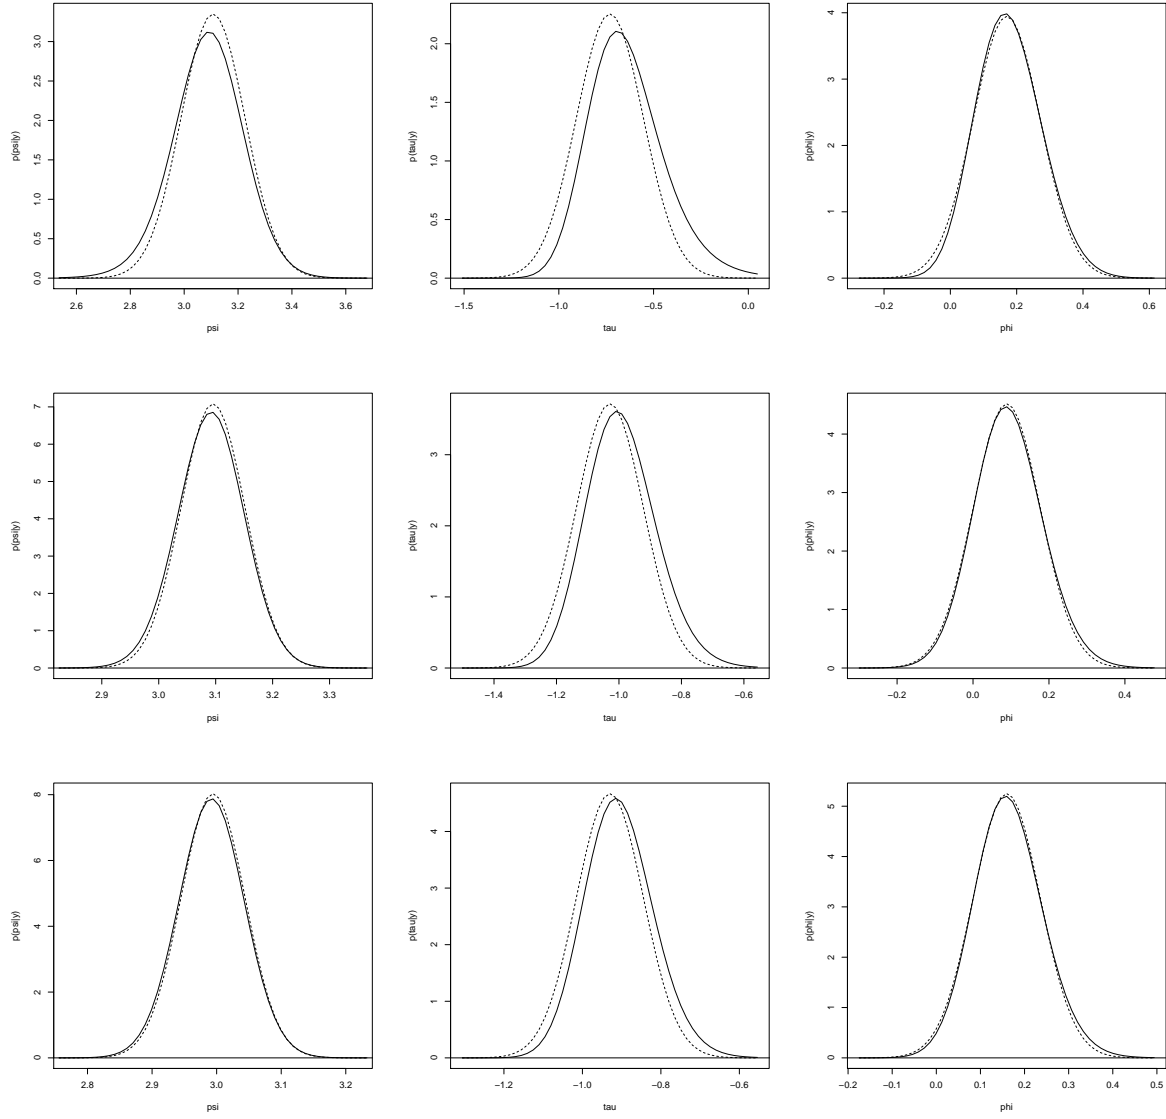 p(psi|y)
0.0 0.5 1.0 1.5 2.0 2.5 3.0
2.6 2.8 3.0 3.2 3.4 3.6
psi
p(tau|y)
0.0 0.5 1.0 1.5 2.0
−1.5 −1.0 −0.5 0.0
tau
p(phi|y)
0 1 2 3 4
−0.2 0.0 0.2 0.4 0.6
phi
p(psi|y)
0 1 2 3 4 5 6 7
2.9 3.0 3.1 3.2 3.3
psi
p(tau|y)
0 1 2 3
−1.4 −1.2 −1.0 −0.8 −0.6
tau
p(phi|y)
0 1 2 3 4
−0.2 0.0 0.2 0.4
phi
p(psi|y)
0 2 4 6 8
2.8 2.9 3.0 3.1 3.2
psi
p(tau|y)
0 1 2 3 4
−1.2 −1.0 −0.8 −0.6
tau
p(phi|y)
0 1 2 3 4 5
−0.2 −0.1 0.0 0.1 0.2 0.3 0.4 0.5
phi